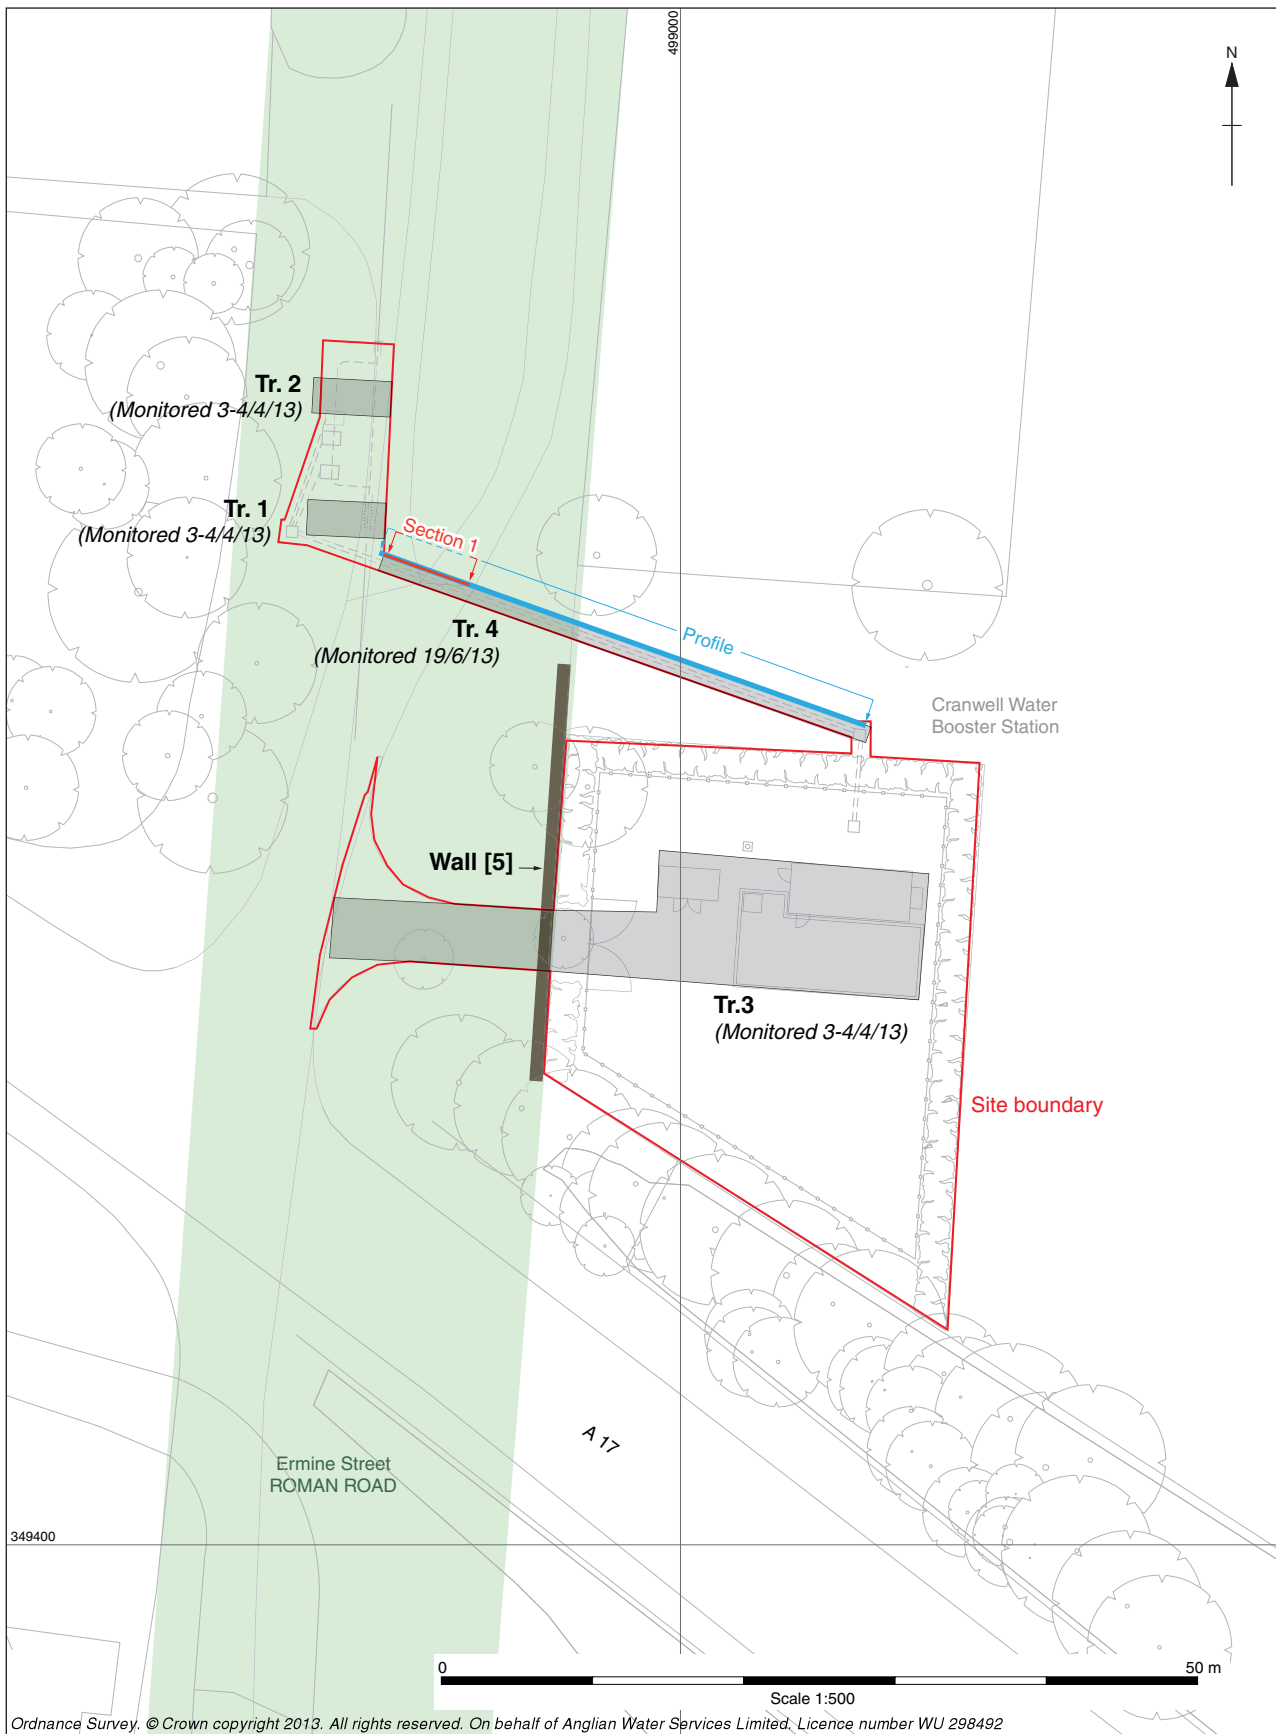 499000
N
Tr. 2
(Monitored 3-4/4/13)
Tr. 1
(Monitored 3-4/4/13)
Section 1
Tr. 4
(Monitored 19/6/13)
Profile
Cranwell Water
Booster Station
Wall [5]
Tr.3
(Monitored 3-4/4/13)
Site boundary
A 17
Ermine Street
ROMAN ROAD
349400
0
50 m
Scale 1:500
Ordnance Survey. © Crown copyright 2013. All rights reserved. On behalf of Anglian Water Services Limited. Licence number WU 298492